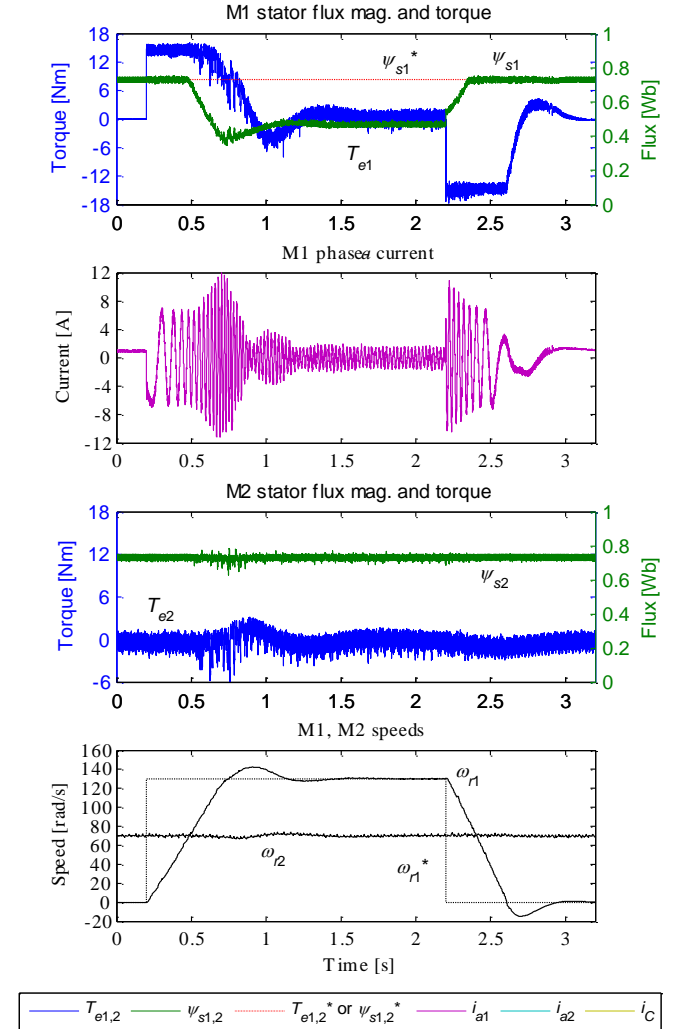 M1 stator flux mag. and torque
18
12
6
0
-6
-12
-18
Torque [Nm]
ψs1*
ψs1
Te1
1
0.8
0.6
0.4
0.2
0
Flux [Wb]
0 0.5 1 1.5 2 2.5 3
M1 phasea current
12
8
4
0
-4
-8
-12
Current [A]
0 0.5 1 1.5 2 2.5 3
M2 stator flux mag. and torque
18
12
6
0
-6
Torque [Nm]
Te2
ψs2
1
0.8
0.6
0.4
0.2
0
Flux [Wb]
0 0.5 1 1.5 2 2.5 3
M1, M2 speeds
160
140
120
100
80
60
40
20
0
-20
Speed [rad/s]
ωr1
ωr2
ωr1*
0 0.5 1 1.5 2 2.5 3
Time [s]
Te1,2 ψs1,2 Te1,2* or ψs1,2* ia1 ia2 iC